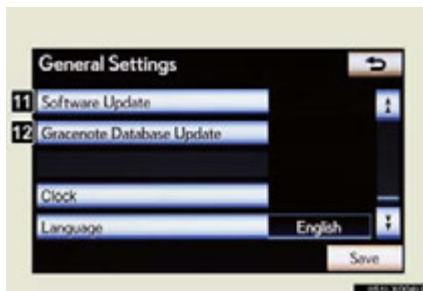 General Settings
11 Software Update
12 Gracenote Database Update
Clock
Language English
Save